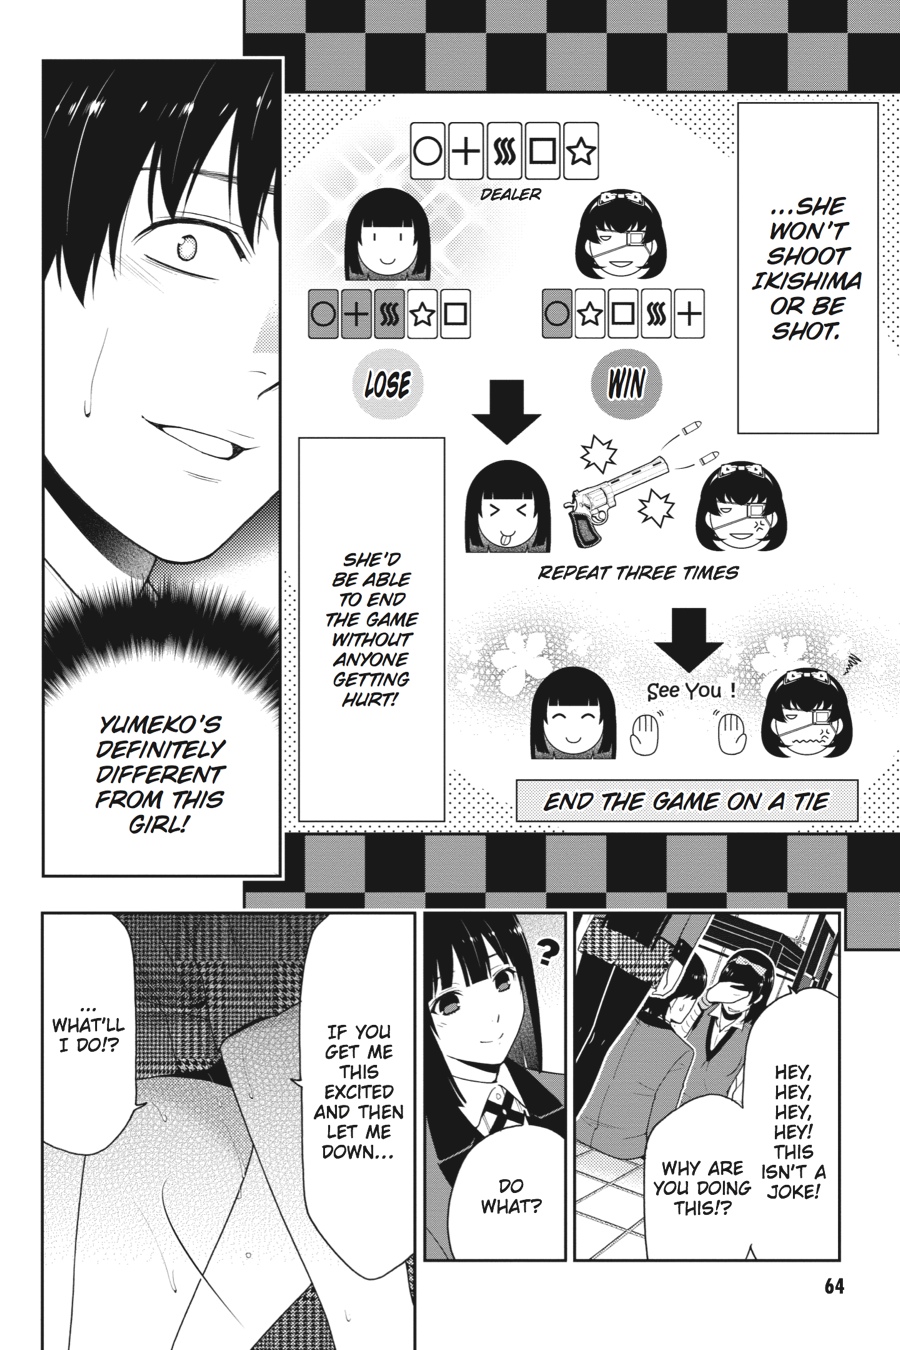 ...SHE
WON'T
SHOOT
IKISHIMA
OR BE
SHOT.
DEALER
LOSE
WIN
REPEAT THREE TIMES
See You !
END THE GAME ON A TIE
SHE'D
BE ABLE
TO END
THE GAME
WITHOUT
ANYONE
GETTING
HURT!
YUMEKO'S
DEFINITELY
DIFFERENT
FROM THIS
GIRL!
HEY,
HEY,
HEY,
HEY!
THIS
ISN'T A
JOKE!
WHY ARE
YOU DOING
THIS!?
?
DO
WHAT?
IF YOU
GET ME
THIS
EXCITED
AND THEN
LET ME
DOWN...
...
WHAT'LL
I DO!?
64